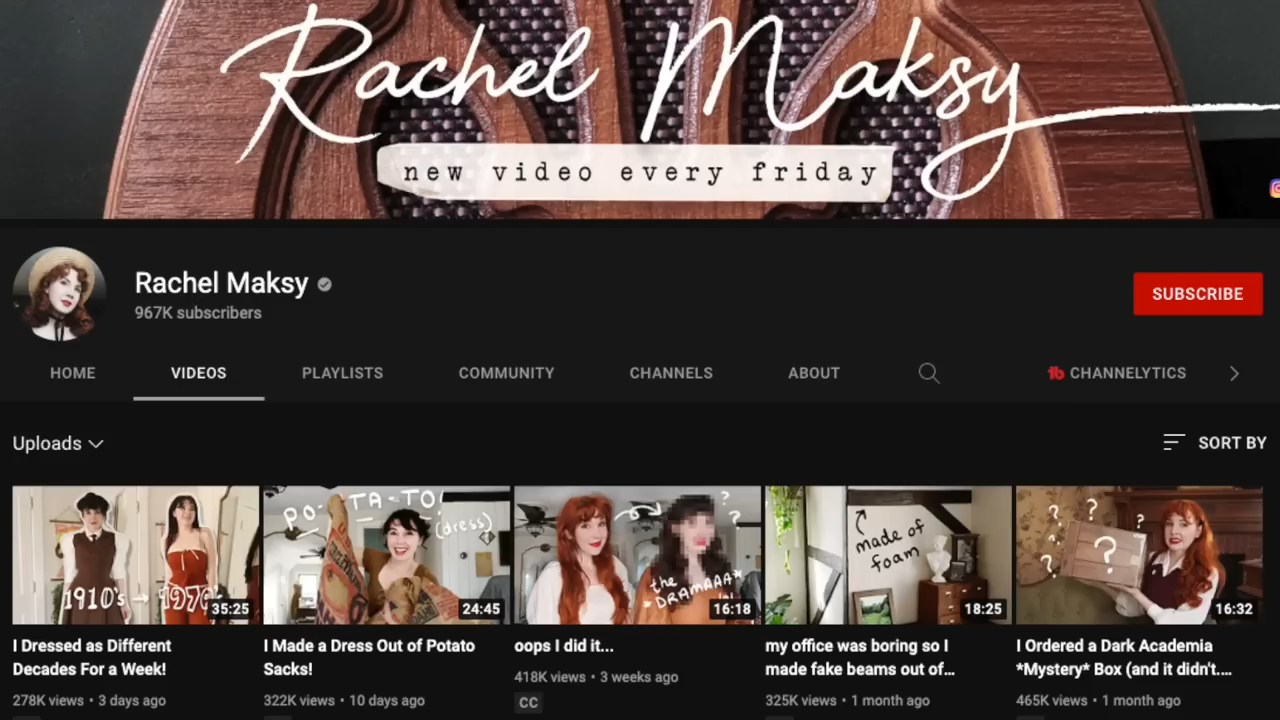 Rachel Maksy
new video every friday
Rachel Maksy
967K subscribers
SUBSCRIBE
HOME
VIDEOS
PLAYLISTS
COMMUNITY
CHANNELS
ABOUT
CHANNELYTICS
Uploads
SORT BY
1910's → 1970's
35:25
PO-TA-TO!
(dress)
24:45
the
*DRAMAAA*
? ?
16:18
made of
foam
18:25
? ? ? ? ? ?
16:32
I Dressed as Different
Decades For a Week!
278K views • 3 days ago
I Made a Dress Out of Potato
Sacks!
322K views • 10 days ago
oops I did it...
418K views • 3 weeks ago
CC
my office was boring so I
made fake beams out of...
325K views • 1 month ago
I Ordered a Dark Academia
*Mystery* Box (and it didn't....
465K views • 1 month ago